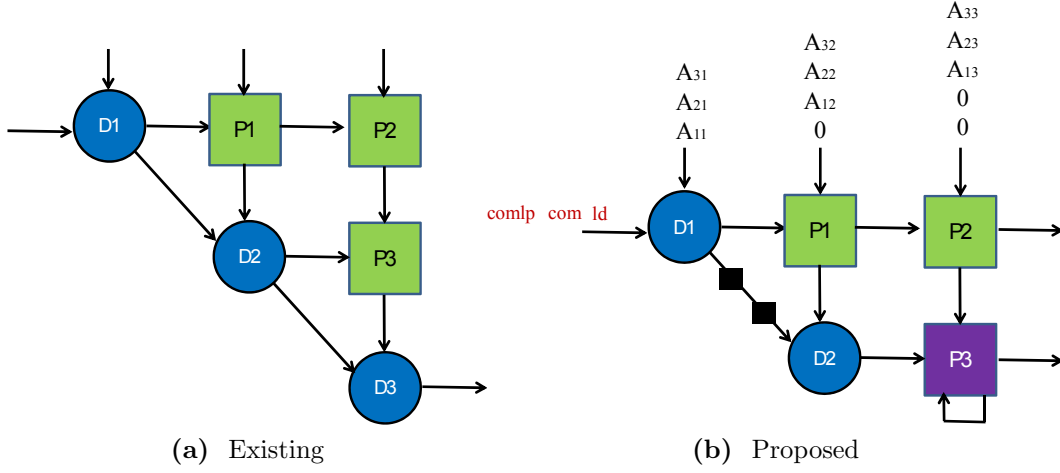 D1
P1
P2
D2
P3
D3
(a) Existing
A33
A32
A23
A31
A22
A13
A21
A12
0
A11
0
0
comlp com ld
D1
P1
P2
D2
P3
(b) Proposed